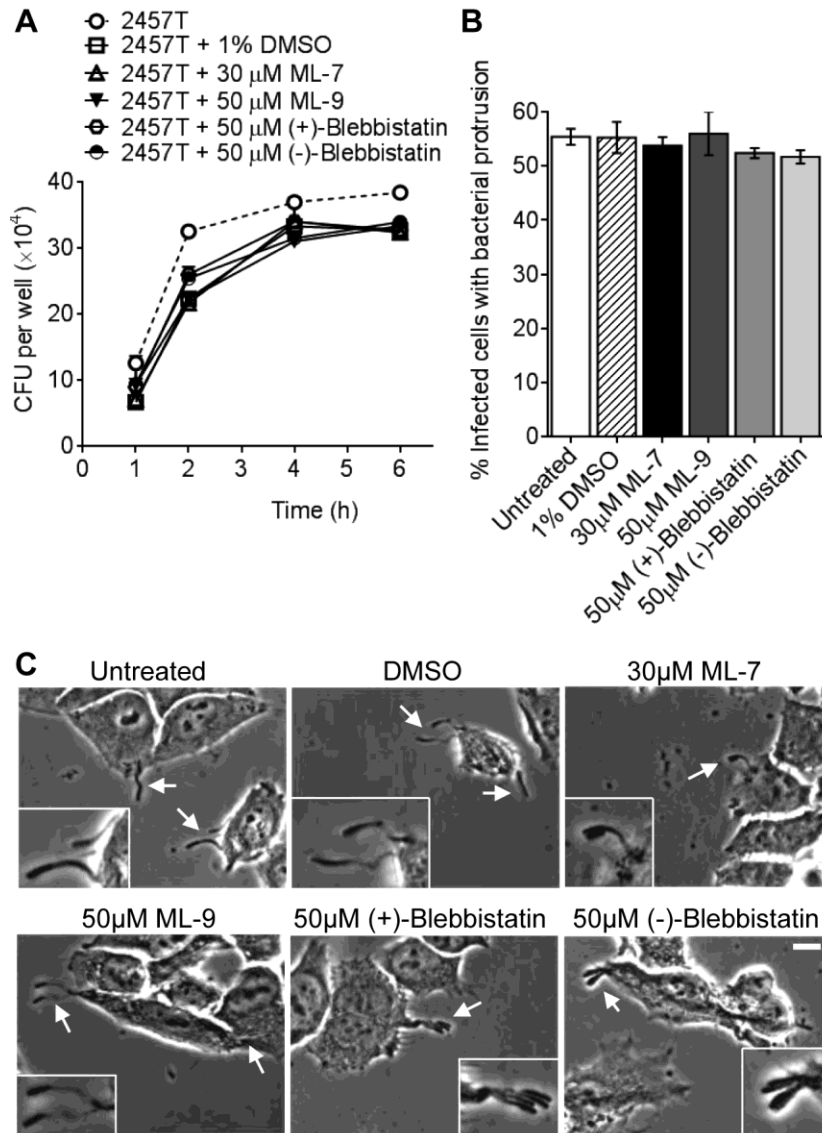 A
2457T
2457T + 1% DMSO
2457T + 30 μM ML-7
2457T + 50 μM ML-9
2457T + 50 μM (+)-Blebbistatin
2457T + 50 μM (-)-Blebbistatin
CFU per well (×10⁴)
40
30
20
10
0
0 1 2 3 4 5 6
Time (h)
B
% Infected cells with bacterial protrusion
60
50
40
30
20
10
0
Untreated
1% DMSO
30μM ML-7
50μM ML-9
50μM (+)-Blebbistatin
50μM (-)-Blebbistatin
C
Untreated DMSO 30μM ML-7
50μM ML-9 50μM (+)-Blebbistatin 50μM (-)-Blebbistatin